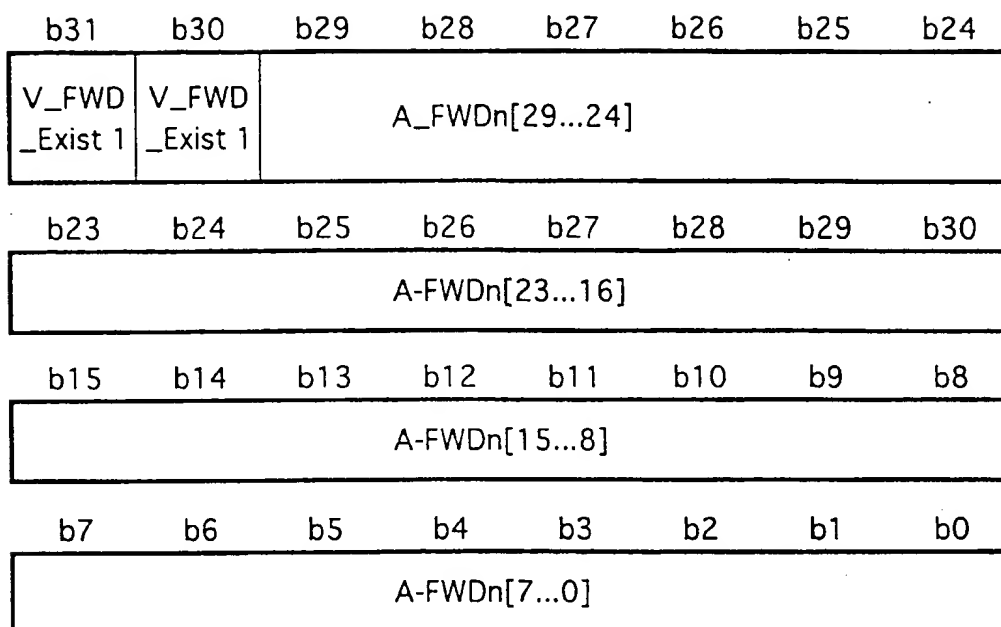 b31 b30 b29 b28 b27 b26 b25 b24
V_FWD V_FWD
_Exist 1 _Exist 1
A_FWDn[29...24]
b23 b24 b25 b26 b27 b28 b29 b30
A-FWDn[23...16]
b15 b14 b13 b12 b11 b10 b9 b8
A-FWDn[15...8]
b7 b6 b5 b4 b3 b2 b1 b0
A-FWDn[7...0]